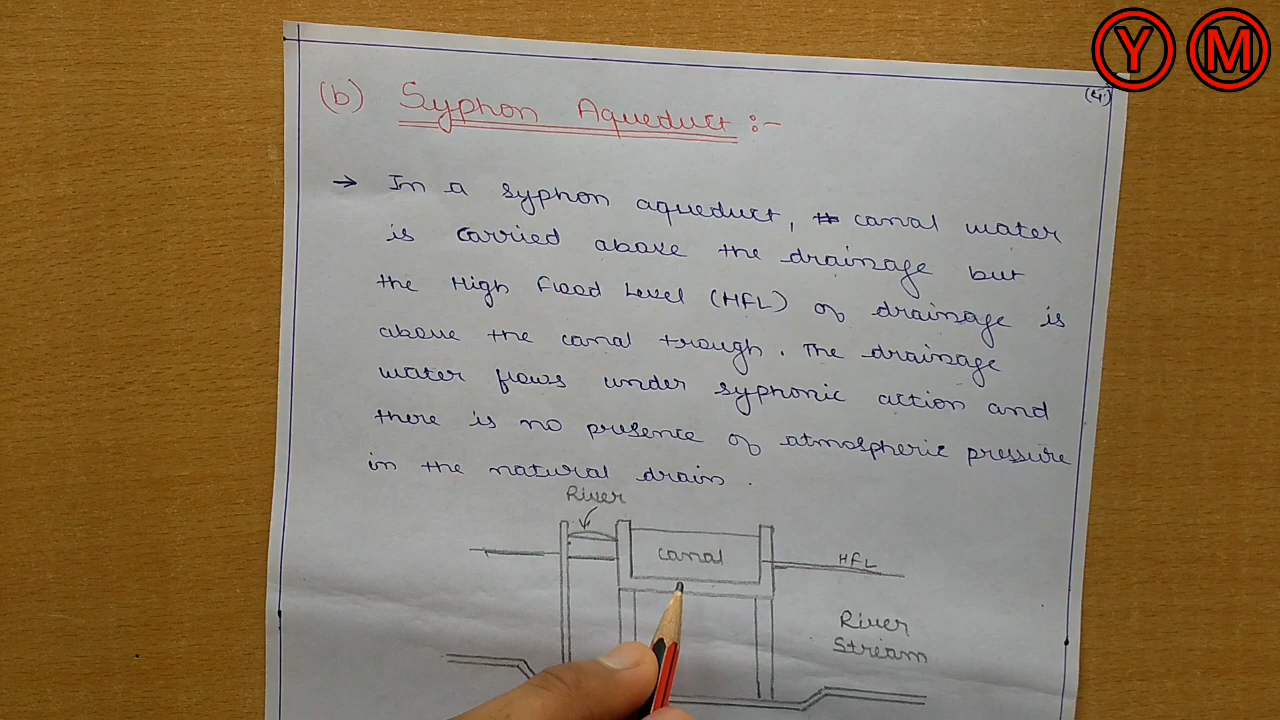 Y M
(b) Syphon Aqueduct :-
→ In a syphon aqueduct, canal water
is carried above the drainage but
the High Flood Level (HFL) of drainage is
above the canal trough. The drainage
water flows under syphonic action and
there is no presence of atmospheric pressure
in the natural drain.
River
canal
HFL
River
Stream